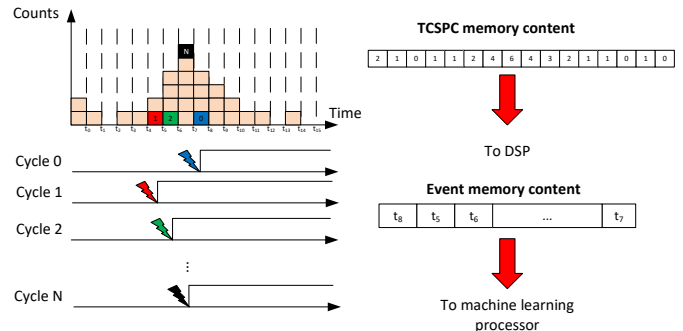 Counts
N
1 2 0
Time
t0 t1 t2 t3 t4 t5 t6 t7 t8 t9 t10 t11 t12 t13 t14 t15
Cycle 0
Cycle 1
Cycle 2
⋮
Cycle N
TCSPC memory content
2 1 0 1 1 2 4 6 4 3 2 1 1 0 1 0
To DSP
Event memory content
t8 t5 t6 ... t7
To machine learning
processor